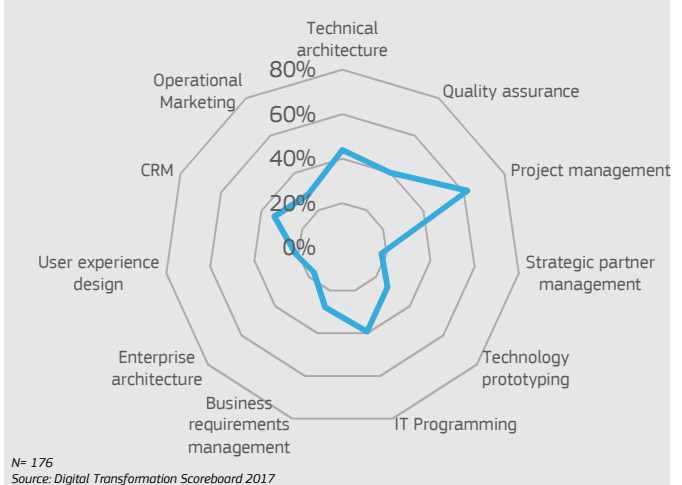 Technical
architecture
80%
Quality assurance
Operational
Marketing
60%
40%
CRM
Project management
20%
0%
User experience
design
Strategic partner
management
Enterprise
architecture
Technology
prototyping
Business
requirements
management
IT Programming
N= 176
Source: Digital Transformation Scoreboard 2017